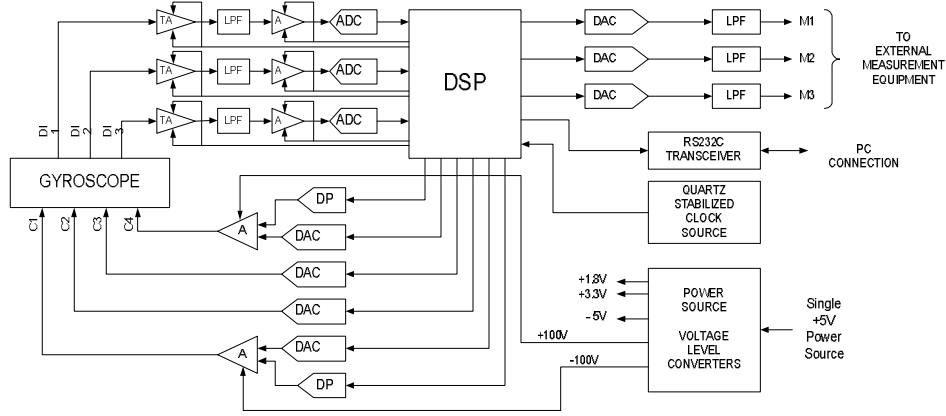 TA
LPF
A
ADC
DAC
LPF
M1
TA
LPF
A
ADC
DSP
DAC
LPF
M2
TO
EXTERNAL
MEASUREMENT
EQUIPMENT
TA
LPF
A
ADC
DAC
LPF
M3
DI 1
DI 2
DI 3
RS232C
TRANSCEIVER
PC
CONNECTION
GYROSCOPE
C1
C2
C3
C4
A
DP
DAC
QUARTZ
STABILIZED
CLOCK
SOURCE
DAC
DAC
+1.8V
+3.3V
-5V
+100V
-100V
POWER
SOURCE
VOLTAGE
LEVEL
CONVERTERS
Single
+5V
Power
Source
A
DAC
DP